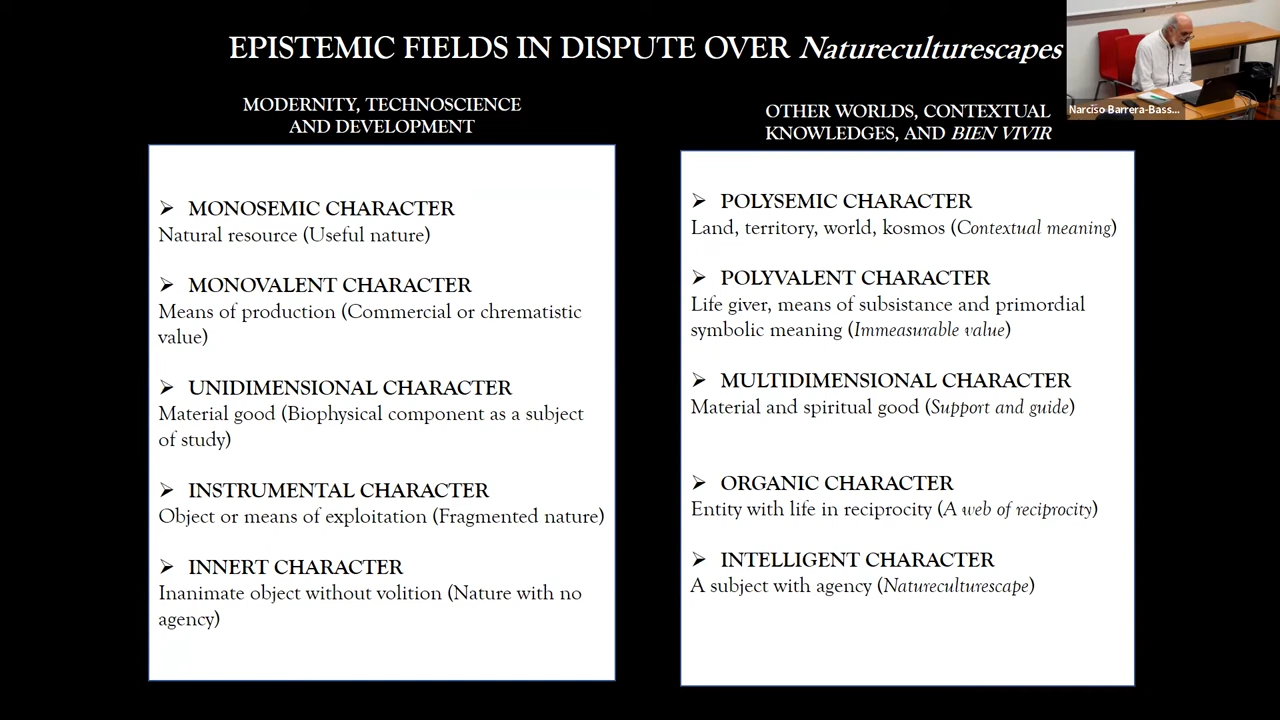 EPISTEMIC FIELDS IN DISPUTE OVER Natureculturescapes
Narciso Barrera-Bass...
MODERNITY, TECHNOSCIENCE
AND DEVELOPMENT
➢ MONOSEMIC CHARACTER
Natural resource (Useful nature)
➢ MONOVALENT CHARACTER
Means of production (Commercial or chrematistic
value)
➢ UNIDIMENSIONAL CHARACTER
Material good (Biophysical component as a subject
of study)
➢ INSTRUMENTAL CHARACTER
Object or means of exploitation (Fragmented nature)
➢ INNERT CHARACTER
Inanimate object without volition (Nature with no
agency)
OTHER WORLDS, CONTEXTUAL
KNOWLEDGES, AND BIEN VIVIR
➢ POLYSEMIC CHARACTER
Land, territory, world, kosmos (Contextual meaning)
➢ POLYVALENT CHARACTER
Life giver, means of subsistance and primordial
symbolic meaning (Immeasurable value)
➢ MULTIDIMENSIONAL CHARACTER
Material and spiritual good (Support and guide)
➢ ORGANIC CHARACTER
Entity with life in reciprocity (A web of reciprocity)
➢ INTELLIGENT CHARACTER
A subject with agency (Natureculturescape)